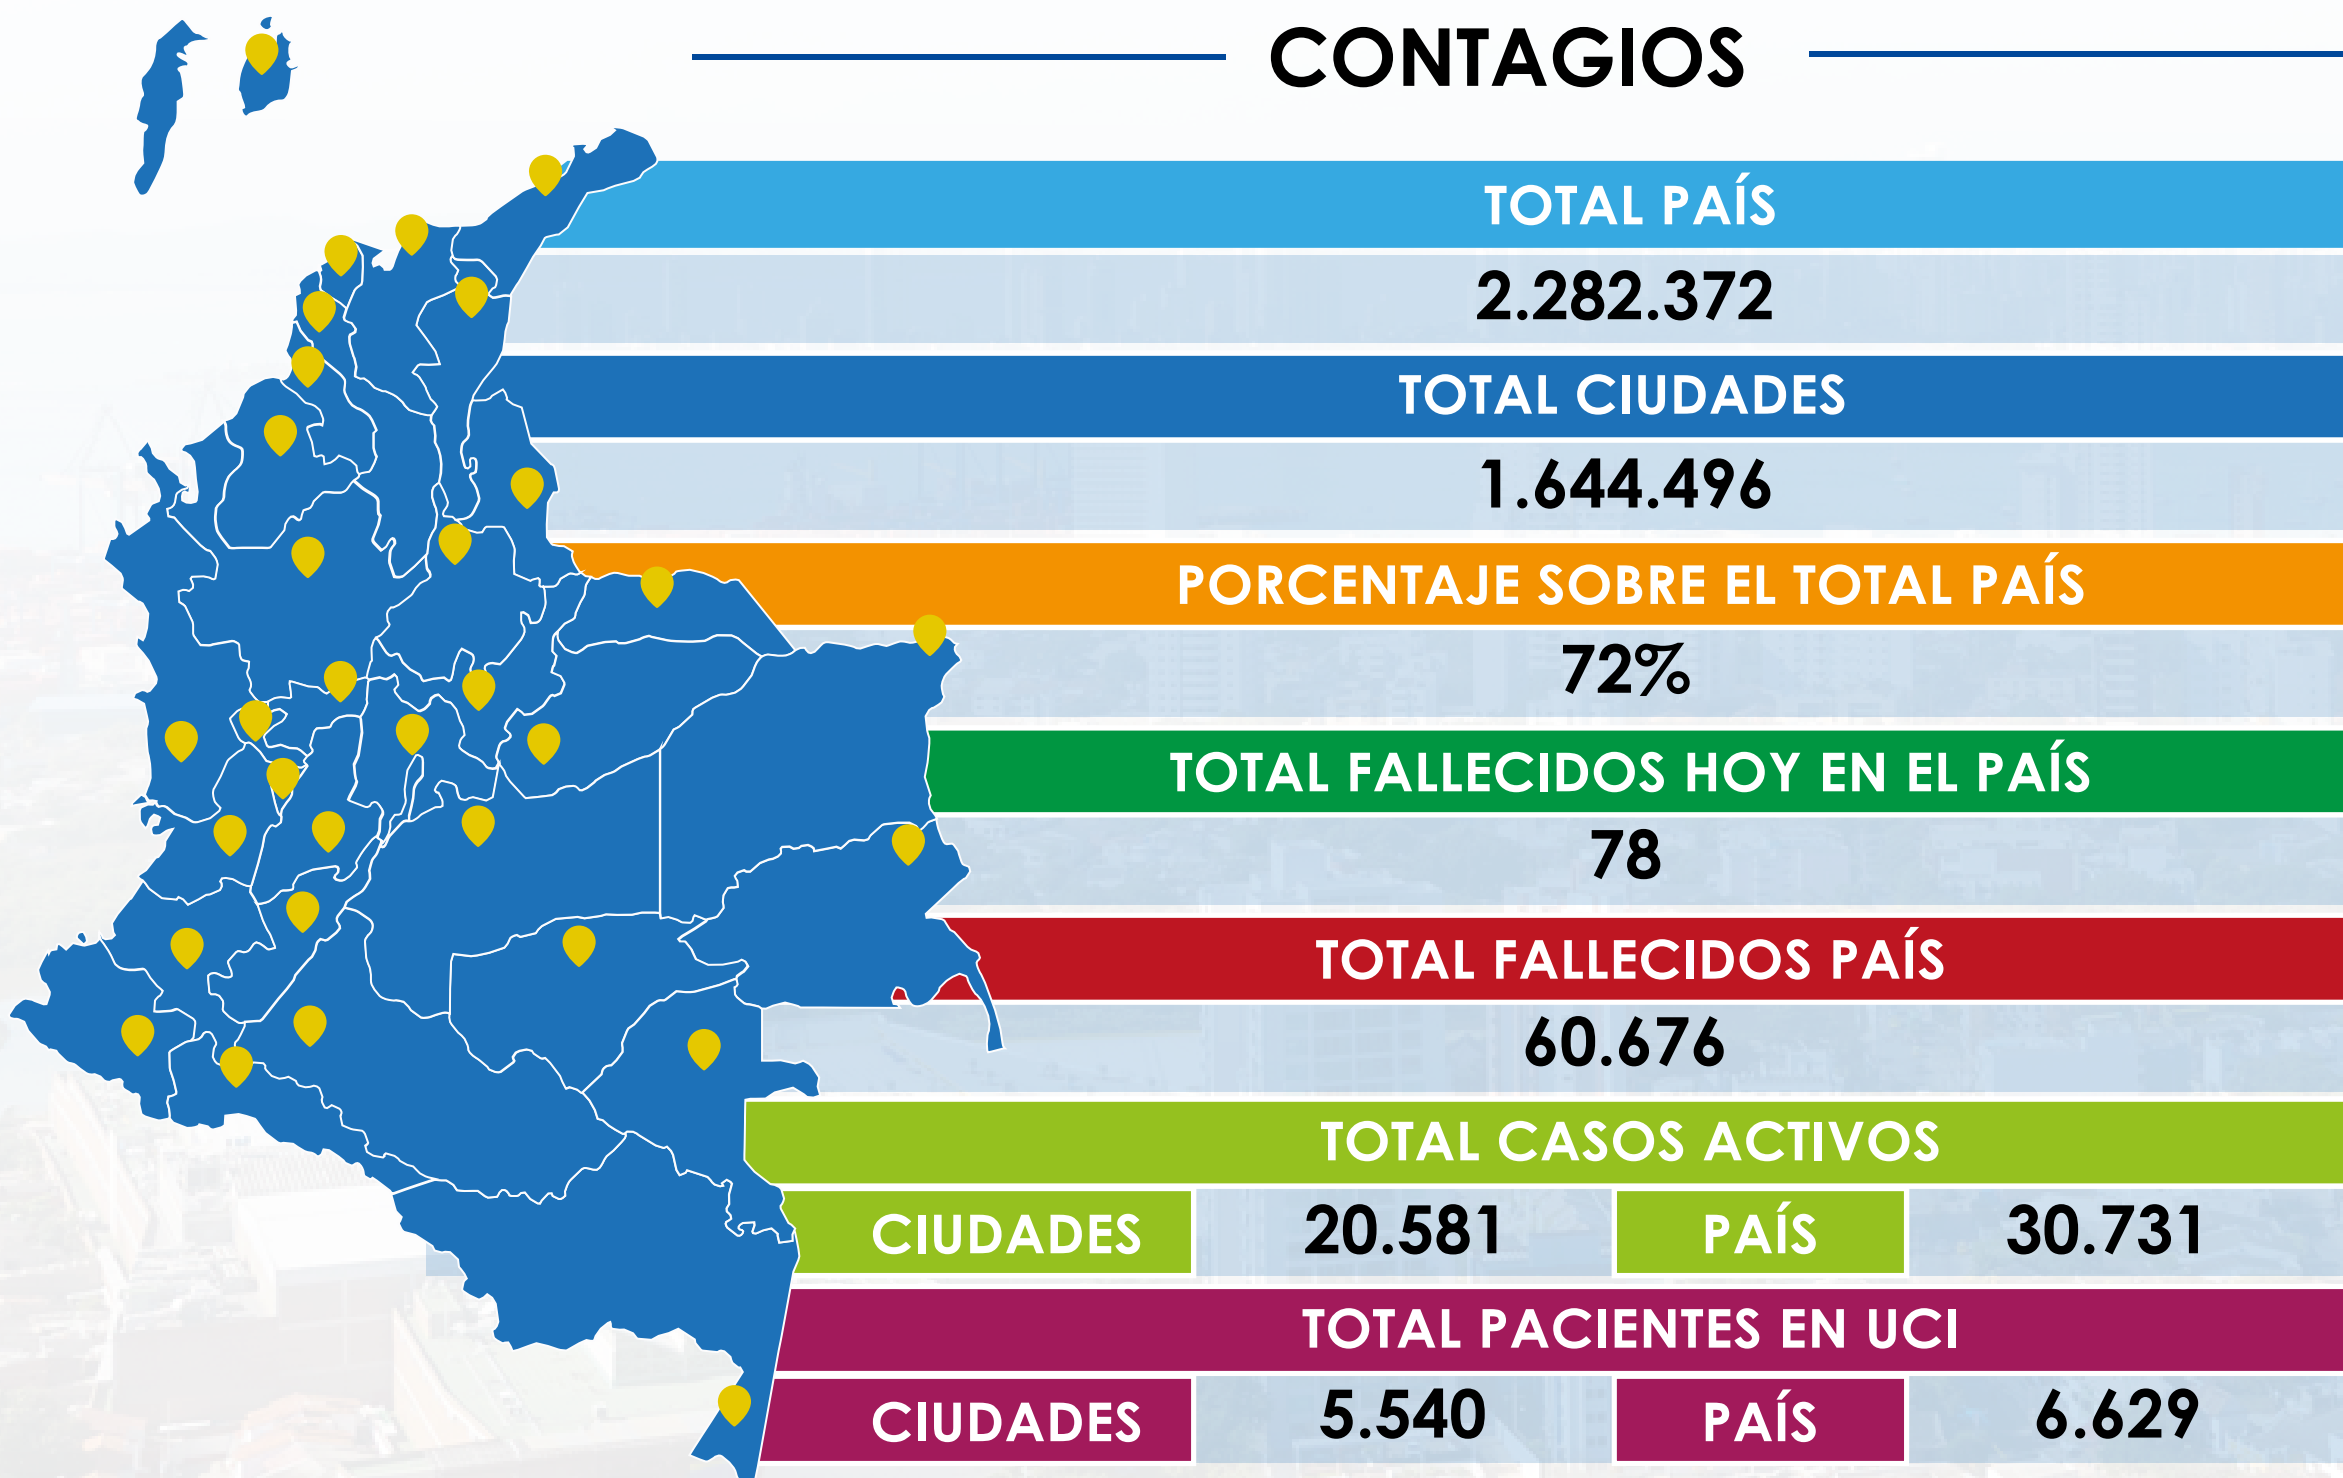 CONTAGIOS
TOTAL PAÍS
2.282.372
TOTAL CIUDADES
1.644.496
PORCENTAJE SOBRE EL TOTAL PAÍS
72%
TOTAL FALLECIDOS HOY EN EL PAÍS
78
TOTAL FALLECIDOS PAÍS
60.676
TOTAL CASOS ACTIVOS
CIUDADES 20.581 PAÍS 30.731
TOTAL PACIENTES EN UCI
CIUDADES 5.540 PAÍS 6.629